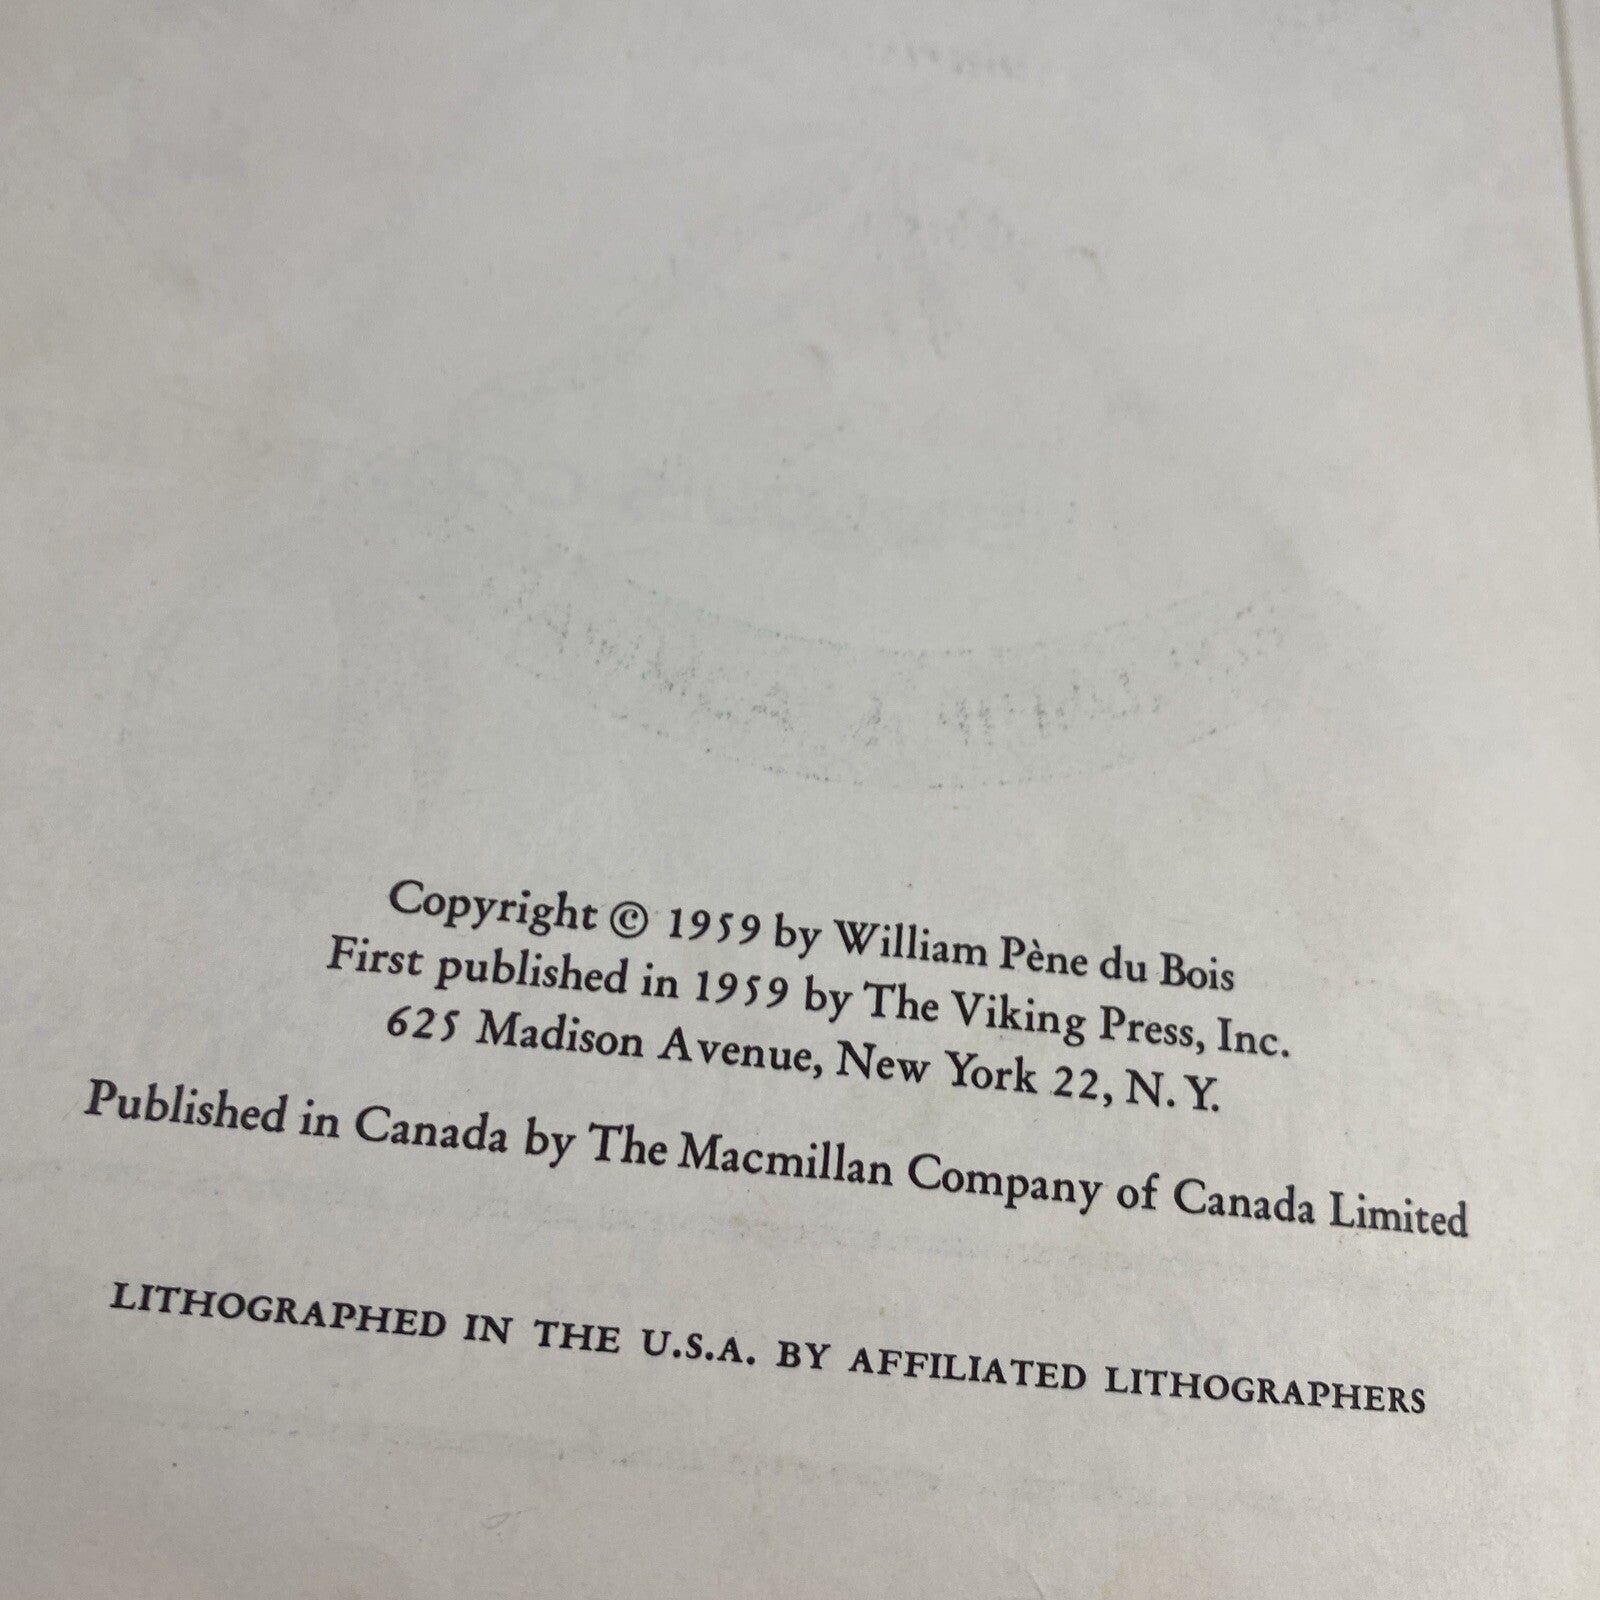 Copyright © 1959 by William Pène du Bois
First published in 1959 by The Viking Press, Inc.
625 Madison Avenue, New York 22, N. Y.
Published in Canada by The Macmillan Company of Canada Limited
LITHOGRAPHED IN THE U.S.A. BY AFFILIATED LITHOGRAPHERS